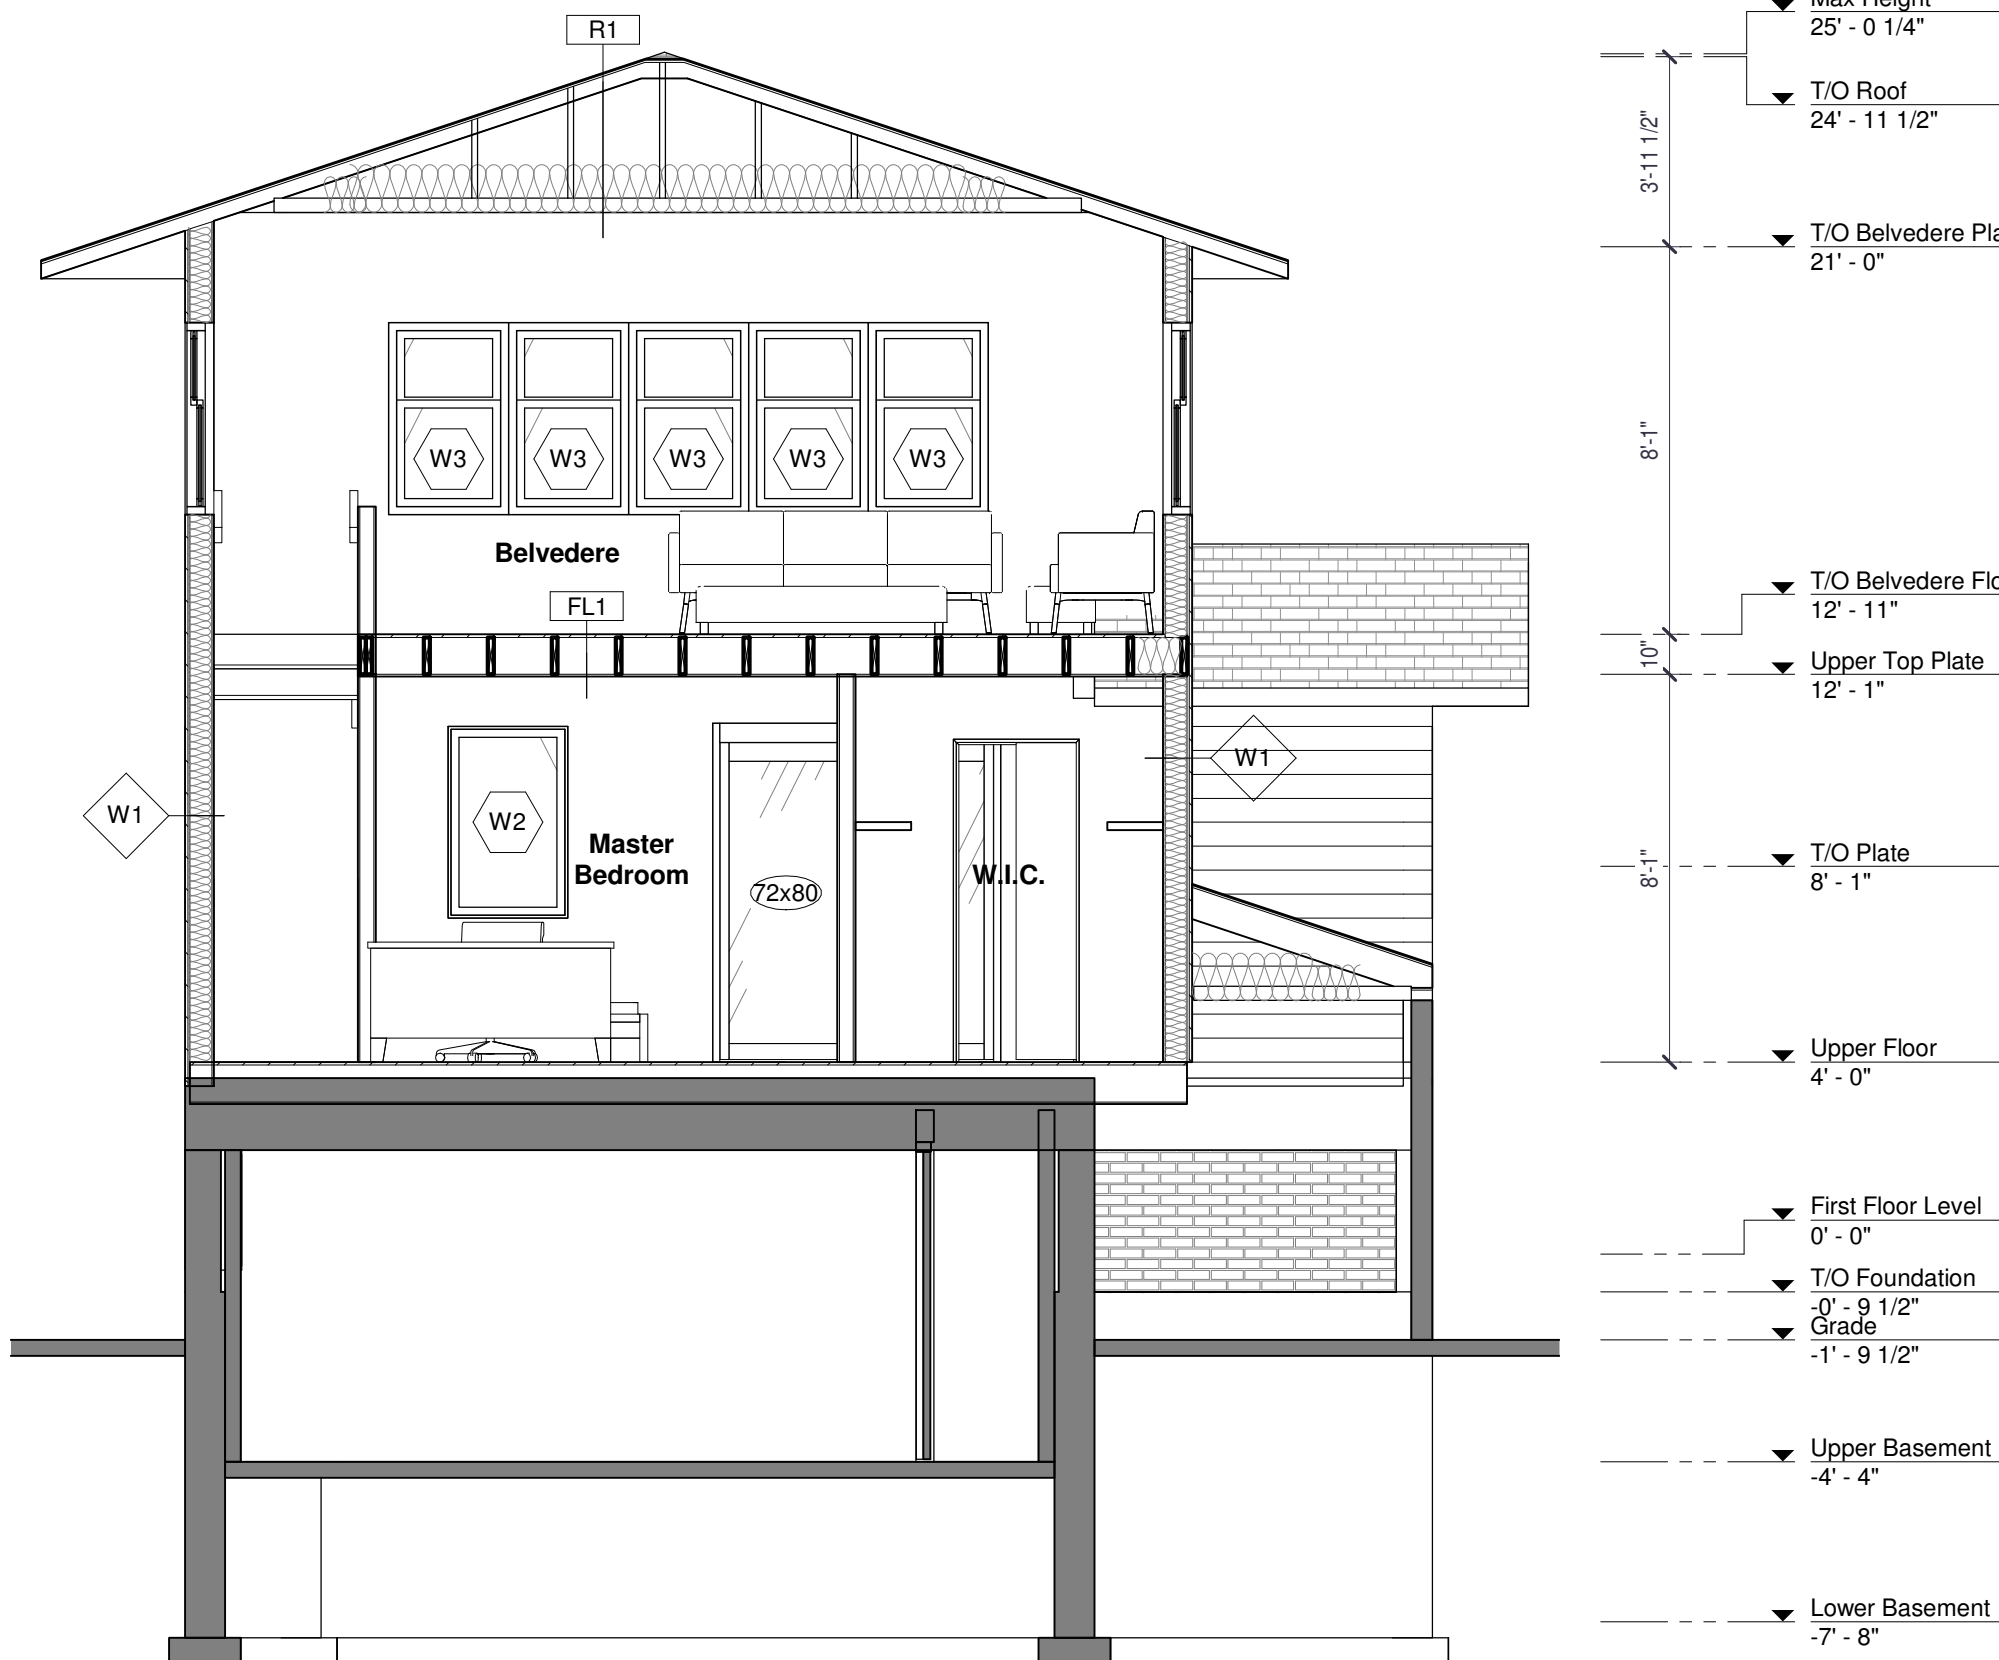 R1
Max Height
25' - 0 1/4"
T/O Roof
24' - 11 1/2"
3'-11 1/2"
T/O Belvedere Pla
21' - 0"
8'-1"
W3 W3 W3 W3 W3
Belvedere
FL1
T/O Belvedere Flo
12' - 11"
10"
Upper Top Plate
12' - 1"
W1
W1
W2
Master
Bedroom
72x80
W.I.C.
8'-1"
T/O Plate
8' - 1"
Upper Floor
4' - 0"
First Floor Level
0' - 0"
T/O Foundation
-0' - 9 1/2"
Grade
-1' - 9 1/2"
Upper Basement
-4' - 4"
Lower Basement
-7' - 8"